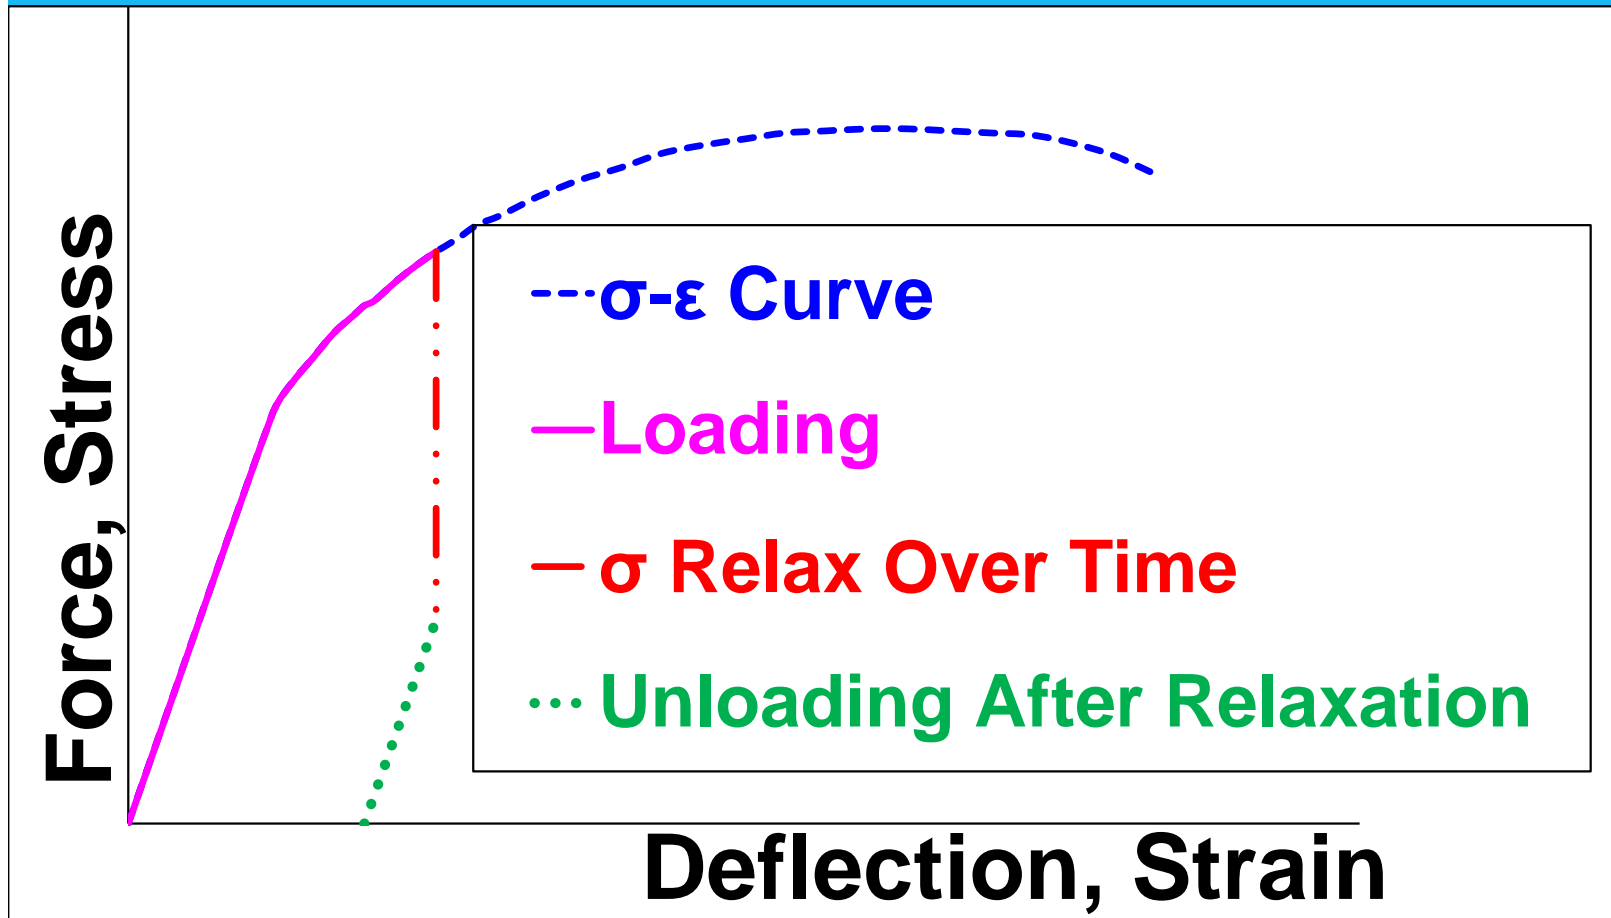 Force, Stress
σ-ε Curve
Loading
σ Relax Over Time
Unloading After Relaxation
Deflection, Strain